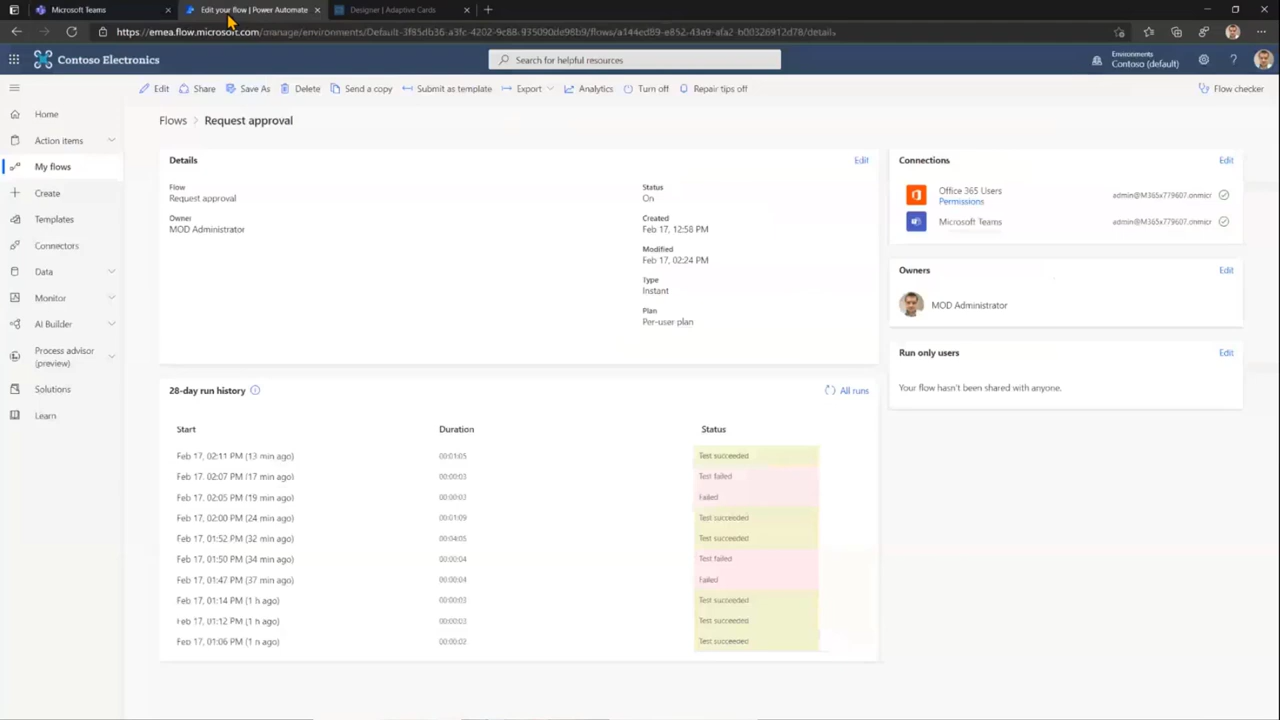 Microsoft Teams
Edit your flow | Power Automate
Designer | Adaptive Cards
Contoso Electronics
Search for helpful resources
Environments
Contoso (default)
Edit
Share
Save As
Delete
Send a copy
Submit as template
Export
Analytics
Turn off
Repair tips off
Flow checker
Home
Action items
My flows
Create
Templates
Connectors
Data
Monitor
AI Builder
Process advisor
(preview)
Solutions
Learn
Flows > Request approval
Details
Edit
Flow
Request approval
Owner
MOD Administrator
Status
On
Created
Feb 17, 12:58 PM
Modified
Feb 17, 02:24 PM
Type
Instant
Plan
Per-user plan
Connections
Edit
Office 365 Users
Permissions
admin@M365x779607.onmicr
Microsoft Teams
admin@M365x779607.onmicr
Owners
Edit
MOD Administrator
Run only users
Edit
Your flow hasn't been shared with anyone.
28-day run history
All runs
Start Duration Status
Feb 17, 02:11 PM (13 min ago) 00:01:05 Test succeeded
Feb 17, 02:07 PM (17 min ago) 00:00:03 Test failed
Feb 17, 02:05 PM (19 min ago) 00:00:03 Failed
Feb 17, 02:00 PM (24 min ago) 00:01:09 Test succeeded
Feb 17, 01:52 PM (32 min ago) 00:04:05 Test succeeded
Feb 17, 01:50 PM (34 min ago) 00:00:04 Test failed
Feb 17, 01:47 PM (37 min ago) 00:00:04 Failed
Feb 17, 01:14 PM (1 h ago) 00:00:03 Test succeeded
Feb 17, 01:12 PM (1 h ago) 00:00:03 Test succeeded
Feb 17, 01:06 PM (1 h ago) 00:00:02 Test succeeded